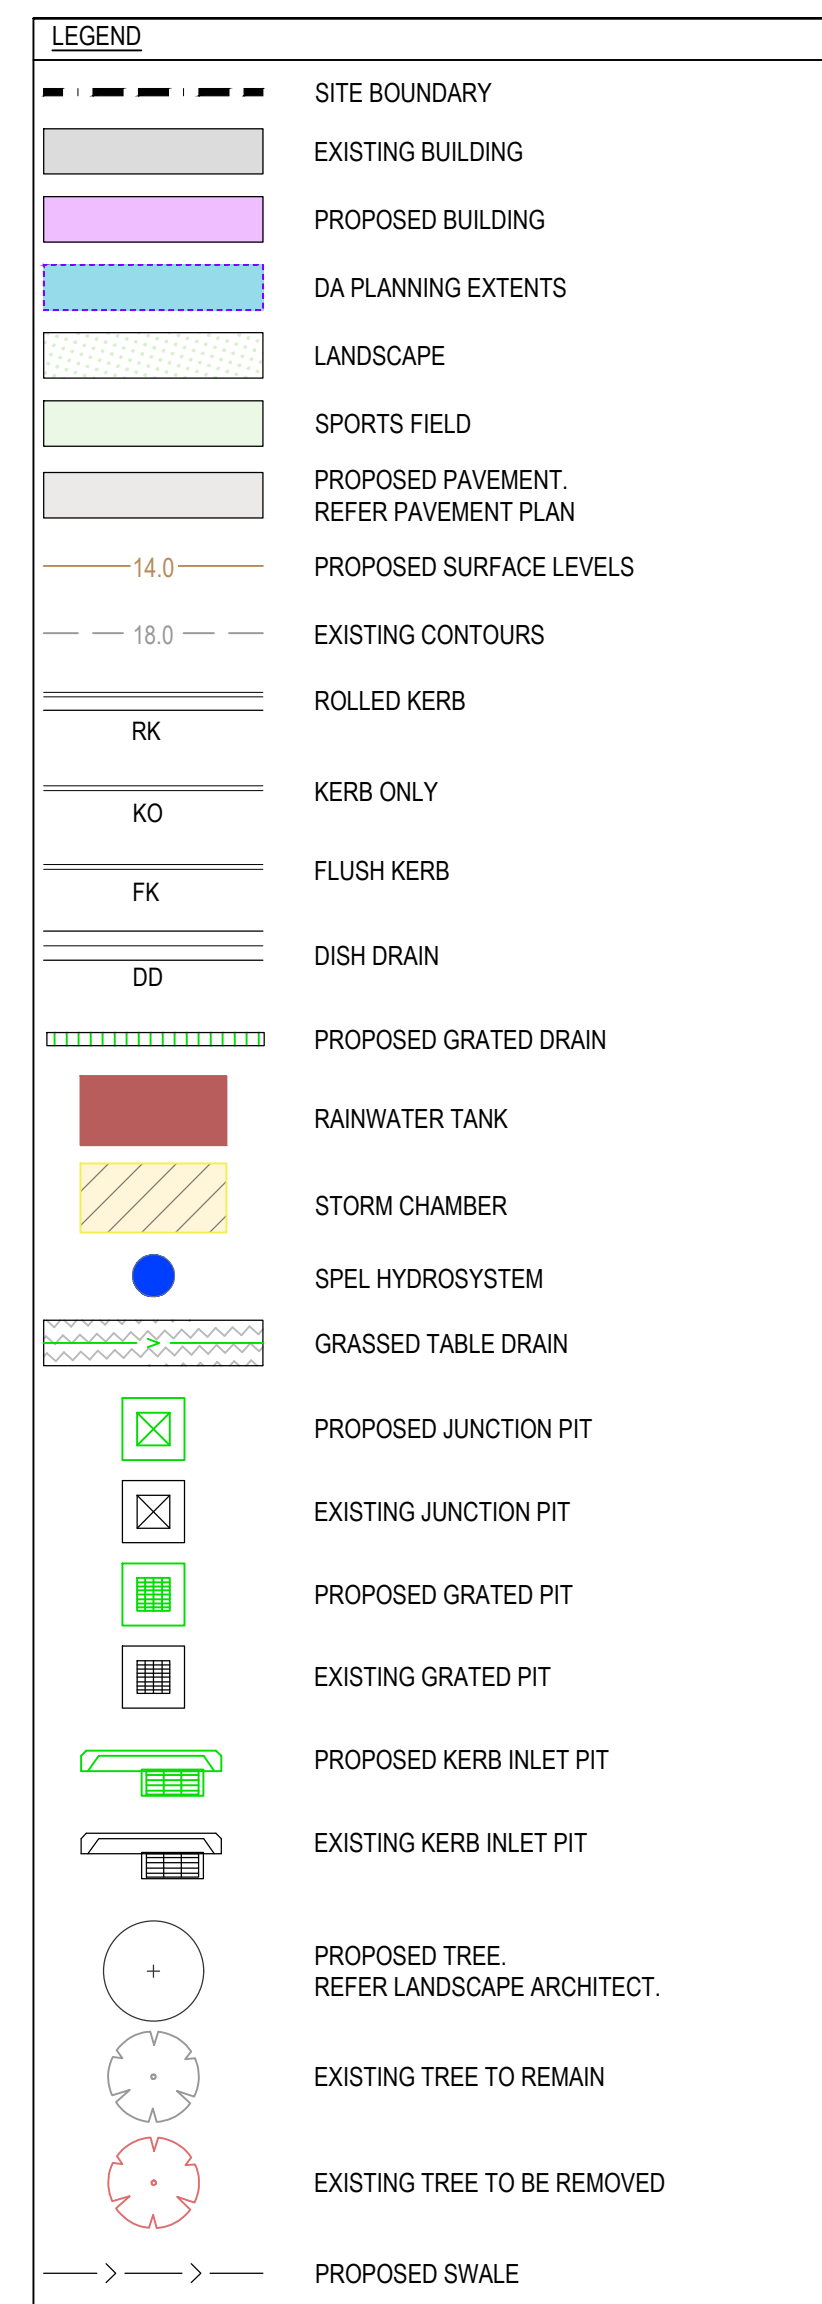 LEGEND
SITE BOUNDARY
EXISTING BUILDING
PROPOSED BUILDING
DA PLANNING EXTENTS
LANDSCAPE
SPORTS FIELD
PROPOSED PAVEMENT.
REFER PAVEMENT PLAN
14.0 PROPOSED SURFACE LEVELS
18.0 EXISTING CONTOURS
ROLLED KERB
RK
KERB ONLY
KO
FLUSH KERB
FK
DISH DRAIN
DD
PROPOSED GRATED DRAIN
RAINWATER TANK
STORM CHAMBER
SPEL HYDROSYSTEM
GRASSED TABLE DRAIN
PROPOSED JUNCTION PIT
EXISTING JUNCTION PIT
PROPOSED GRATED PIT
EXISTING GRATED PIT
PROPOSED KERB INLET PIT
EXISTING KERB INLET PIT
PROPOSED TREE.
REFER LANDSCAPE ARCHITECT.
EXISTING TREE TO REMAIN
EXISTING TREE TO BE REMOVED
PROPOSED SWALE